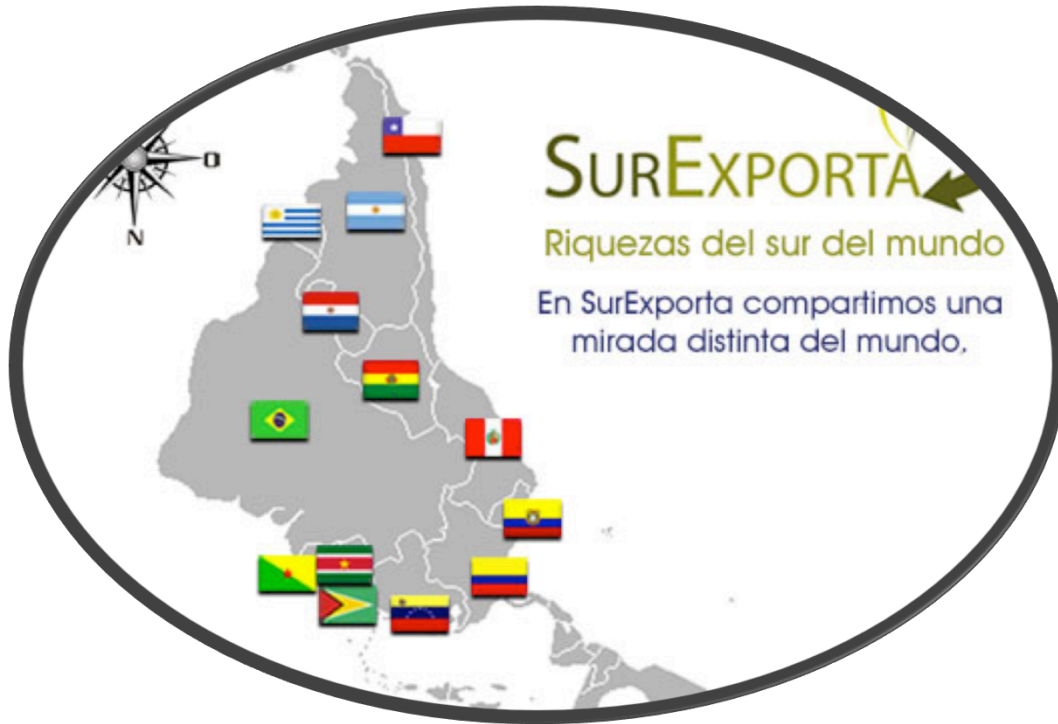 O
N
SUREXPORTA
Riquezas del sur del mundo
En SurExporta compartimos una
mirada distinta del mundo,